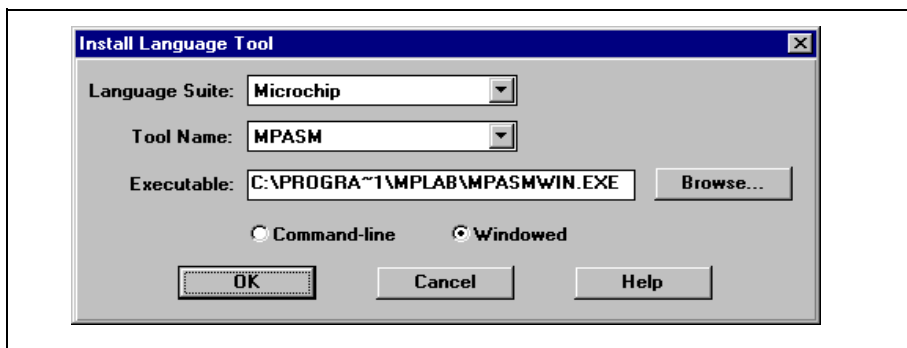 Install Language Tool
Language Suite: Microchip
Tool Name: MPASM
Executable: C:\PROGRA~1\MPLAB\MPASMWIN.EXE Browse...
Command-line Windowed
OK Cancel Help